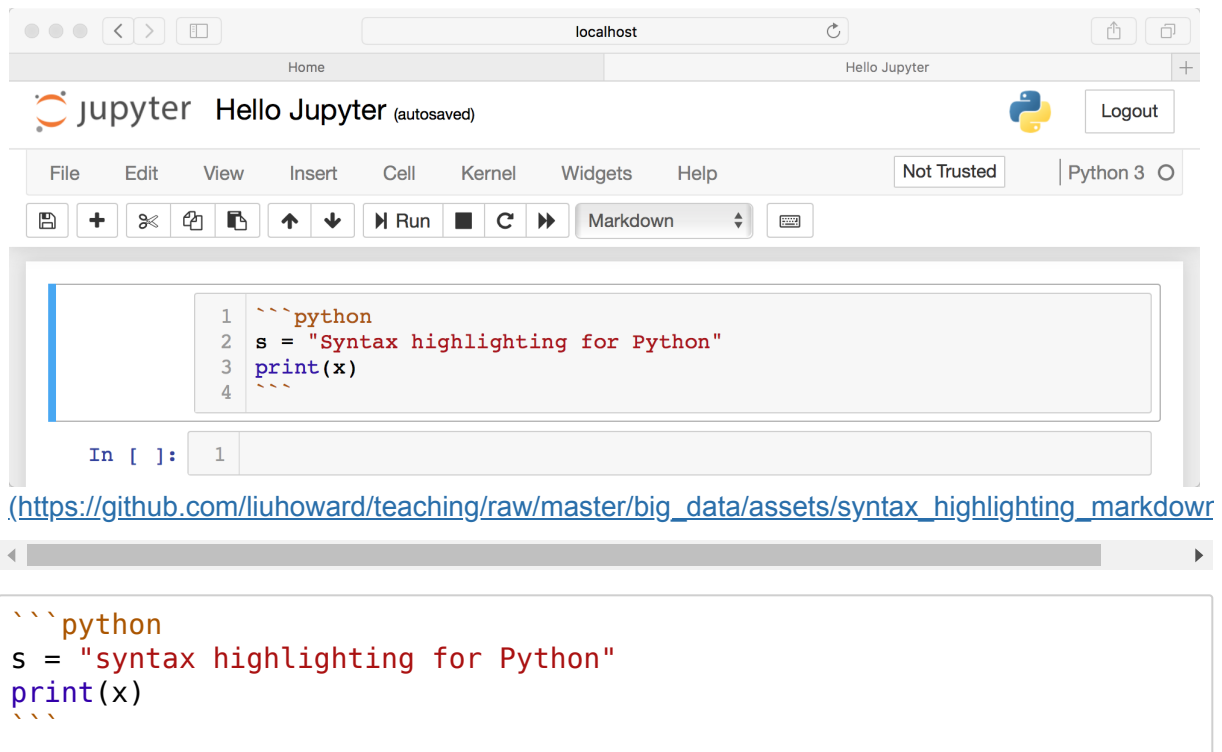 localhost
Home Hello Jupyter
jupyter Hello Jupyter (autosaved) Logout
File Edit View Insert Cell Kernel Widgets Help Not Trusted Python 3
Run Markdown
1 ```python
2 s = "Syntax highlighting for Python"
3 print(x)
4 ```
In [ ]: 1
(https://github.com/liuhoward/teaching/raw/master/big_data/assets/syntax_highlighting_markdown
```python
s = "syntax highlighting for Python"
print(x)
```